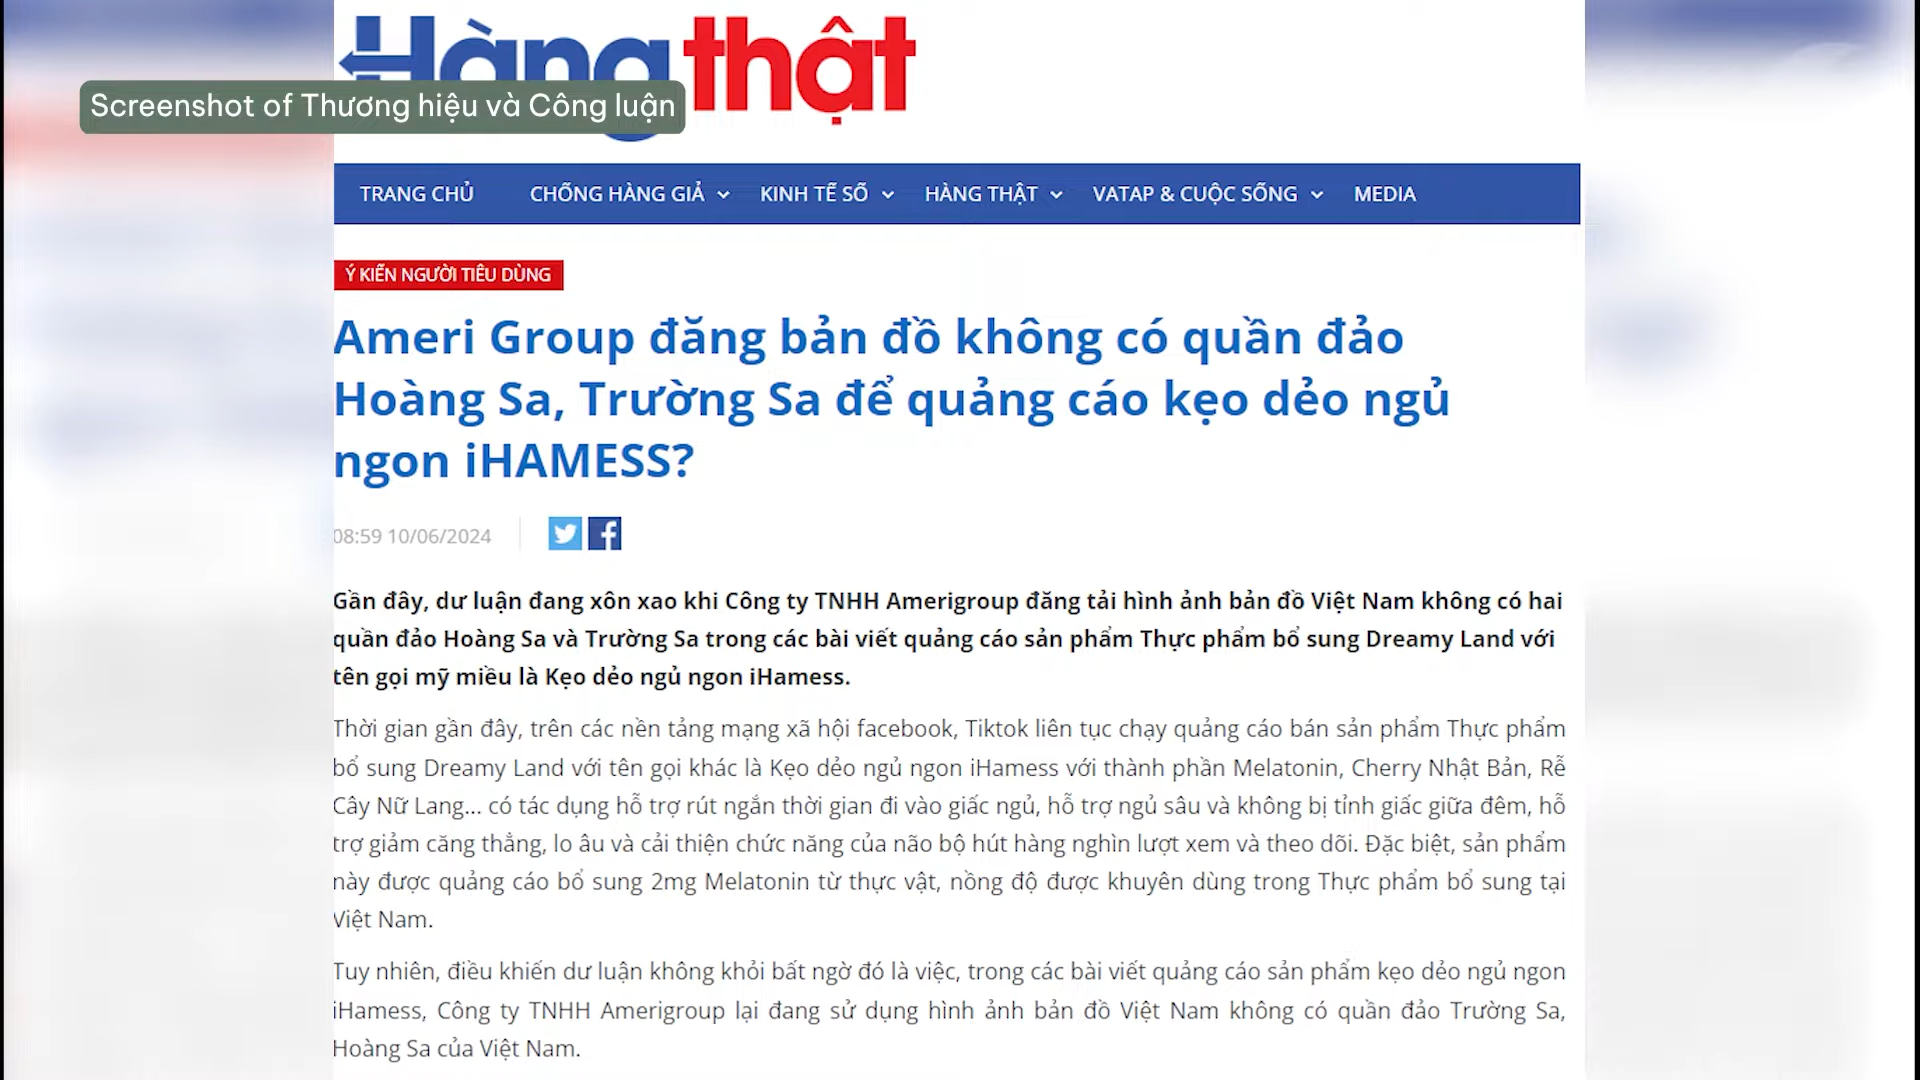 Hàng thật
Screenshot of Thương hiệu và Công luận
TRANG CHỦ CHỐNG HÀNG GIẢ KINH TẾ SỐ HÀNG THẬT VATAP & CUỘC SỐNG MEDIA
Ý KIẾN NGƯỜI TIÊU DÙNG
Ameri Group đăng bản đồ không có quần đảo
Hoàng Sa, Trường Sa để quảng cáo kẹo dẻo ngủ
ngon iHAMESS?
08:59 10/06/2024
Gần đây, dư luận đang xôn xao khi Công ty TNHH Amerigroup đăng tải hình ảnh bản đồ Việt Nam không có hai
quần đảo Hoàng Sa và Trường Sa trong các bài viết quảng cáo sản phẩm Thực phẩm bổ sung Dreamy Land với
tên gọi mỹ miều là Kẹo dẻo ngủ ngon iHamess.
Thời gian gần đây, trên các nền tảng mạng xã hội facebook, Tiktok liên tục chạy quảng cáo bán sản phẩm Thực phẩm
bổ sung Dreamy Land với tên gọi khác là Kẹo dẻo ngủ ngon iHamess với thành phần Melatonin, Cherry Nhật Bản, Rễ
Cây Nữ Lang... có tác dụng hỗ trợ rút ngắn thời gian đi vào giấc ngủ, hỗ trợ ngủ sâu và không bị tỉnh giấc giữa đêm, hỗ
trợ giảm căng thẳng, lo âu và cải thiện chức năng của não bộ hút hàng nghìn lượt xem và theo dõi. Đặc biệt, sản phẩm
này được quảng cáo bổ sung 2mg Melatonin từ thực vật, nồng độ được khuyên dùng trong Thực phẩm bổ sung tại
Việt Nam.
Tuy nhiên, điều khiến dư luận không khỏi bất ngờ đó là việc, trong các bài viết quảng cáo sản phẩm kẹo dẻo ngủ ngon
iHamess, Công ty TNHH Amerigroup lại đang sử dụng hình ảnh bản đồ Việt Nam không có quần đảo Trường Sa,
Hoàng Sa của Việt Nam.